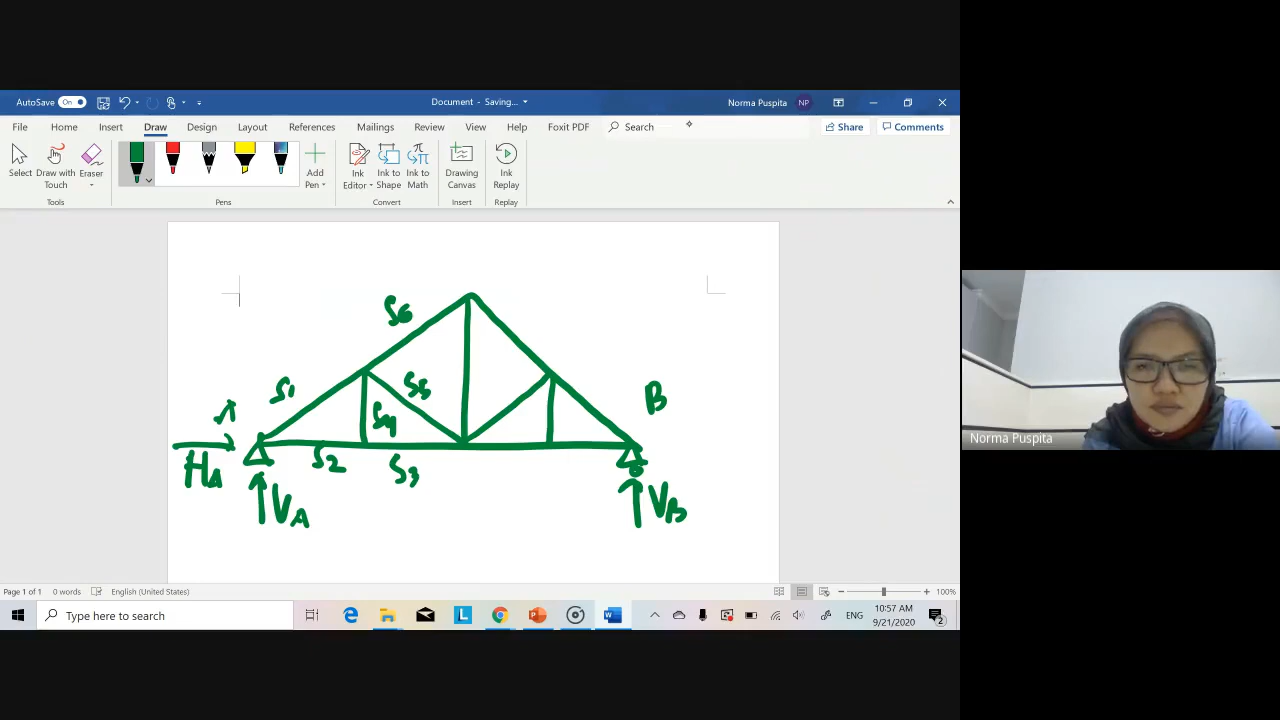 AutoSave On
Document - Saving...
Norma Puspita NP
File Home Insert Draw Design Layout References Mailings Review View Help Foxit PDF Search Share Comments
Select
Draw with Touch
Eraser
Add Pen
Ink Editor
Ink to Shape
Ink to Math
Drawing Canvas
Ink Replay
Tools Pens Convert Insert Replay
S6
S1 S5
A S4 B
HA S2 S3
VA VB
Norma Puspita
Page 1 of 1 0 words English (United States) 100%
Type here to search
ENG
10:57 AM
9/21/2020
2